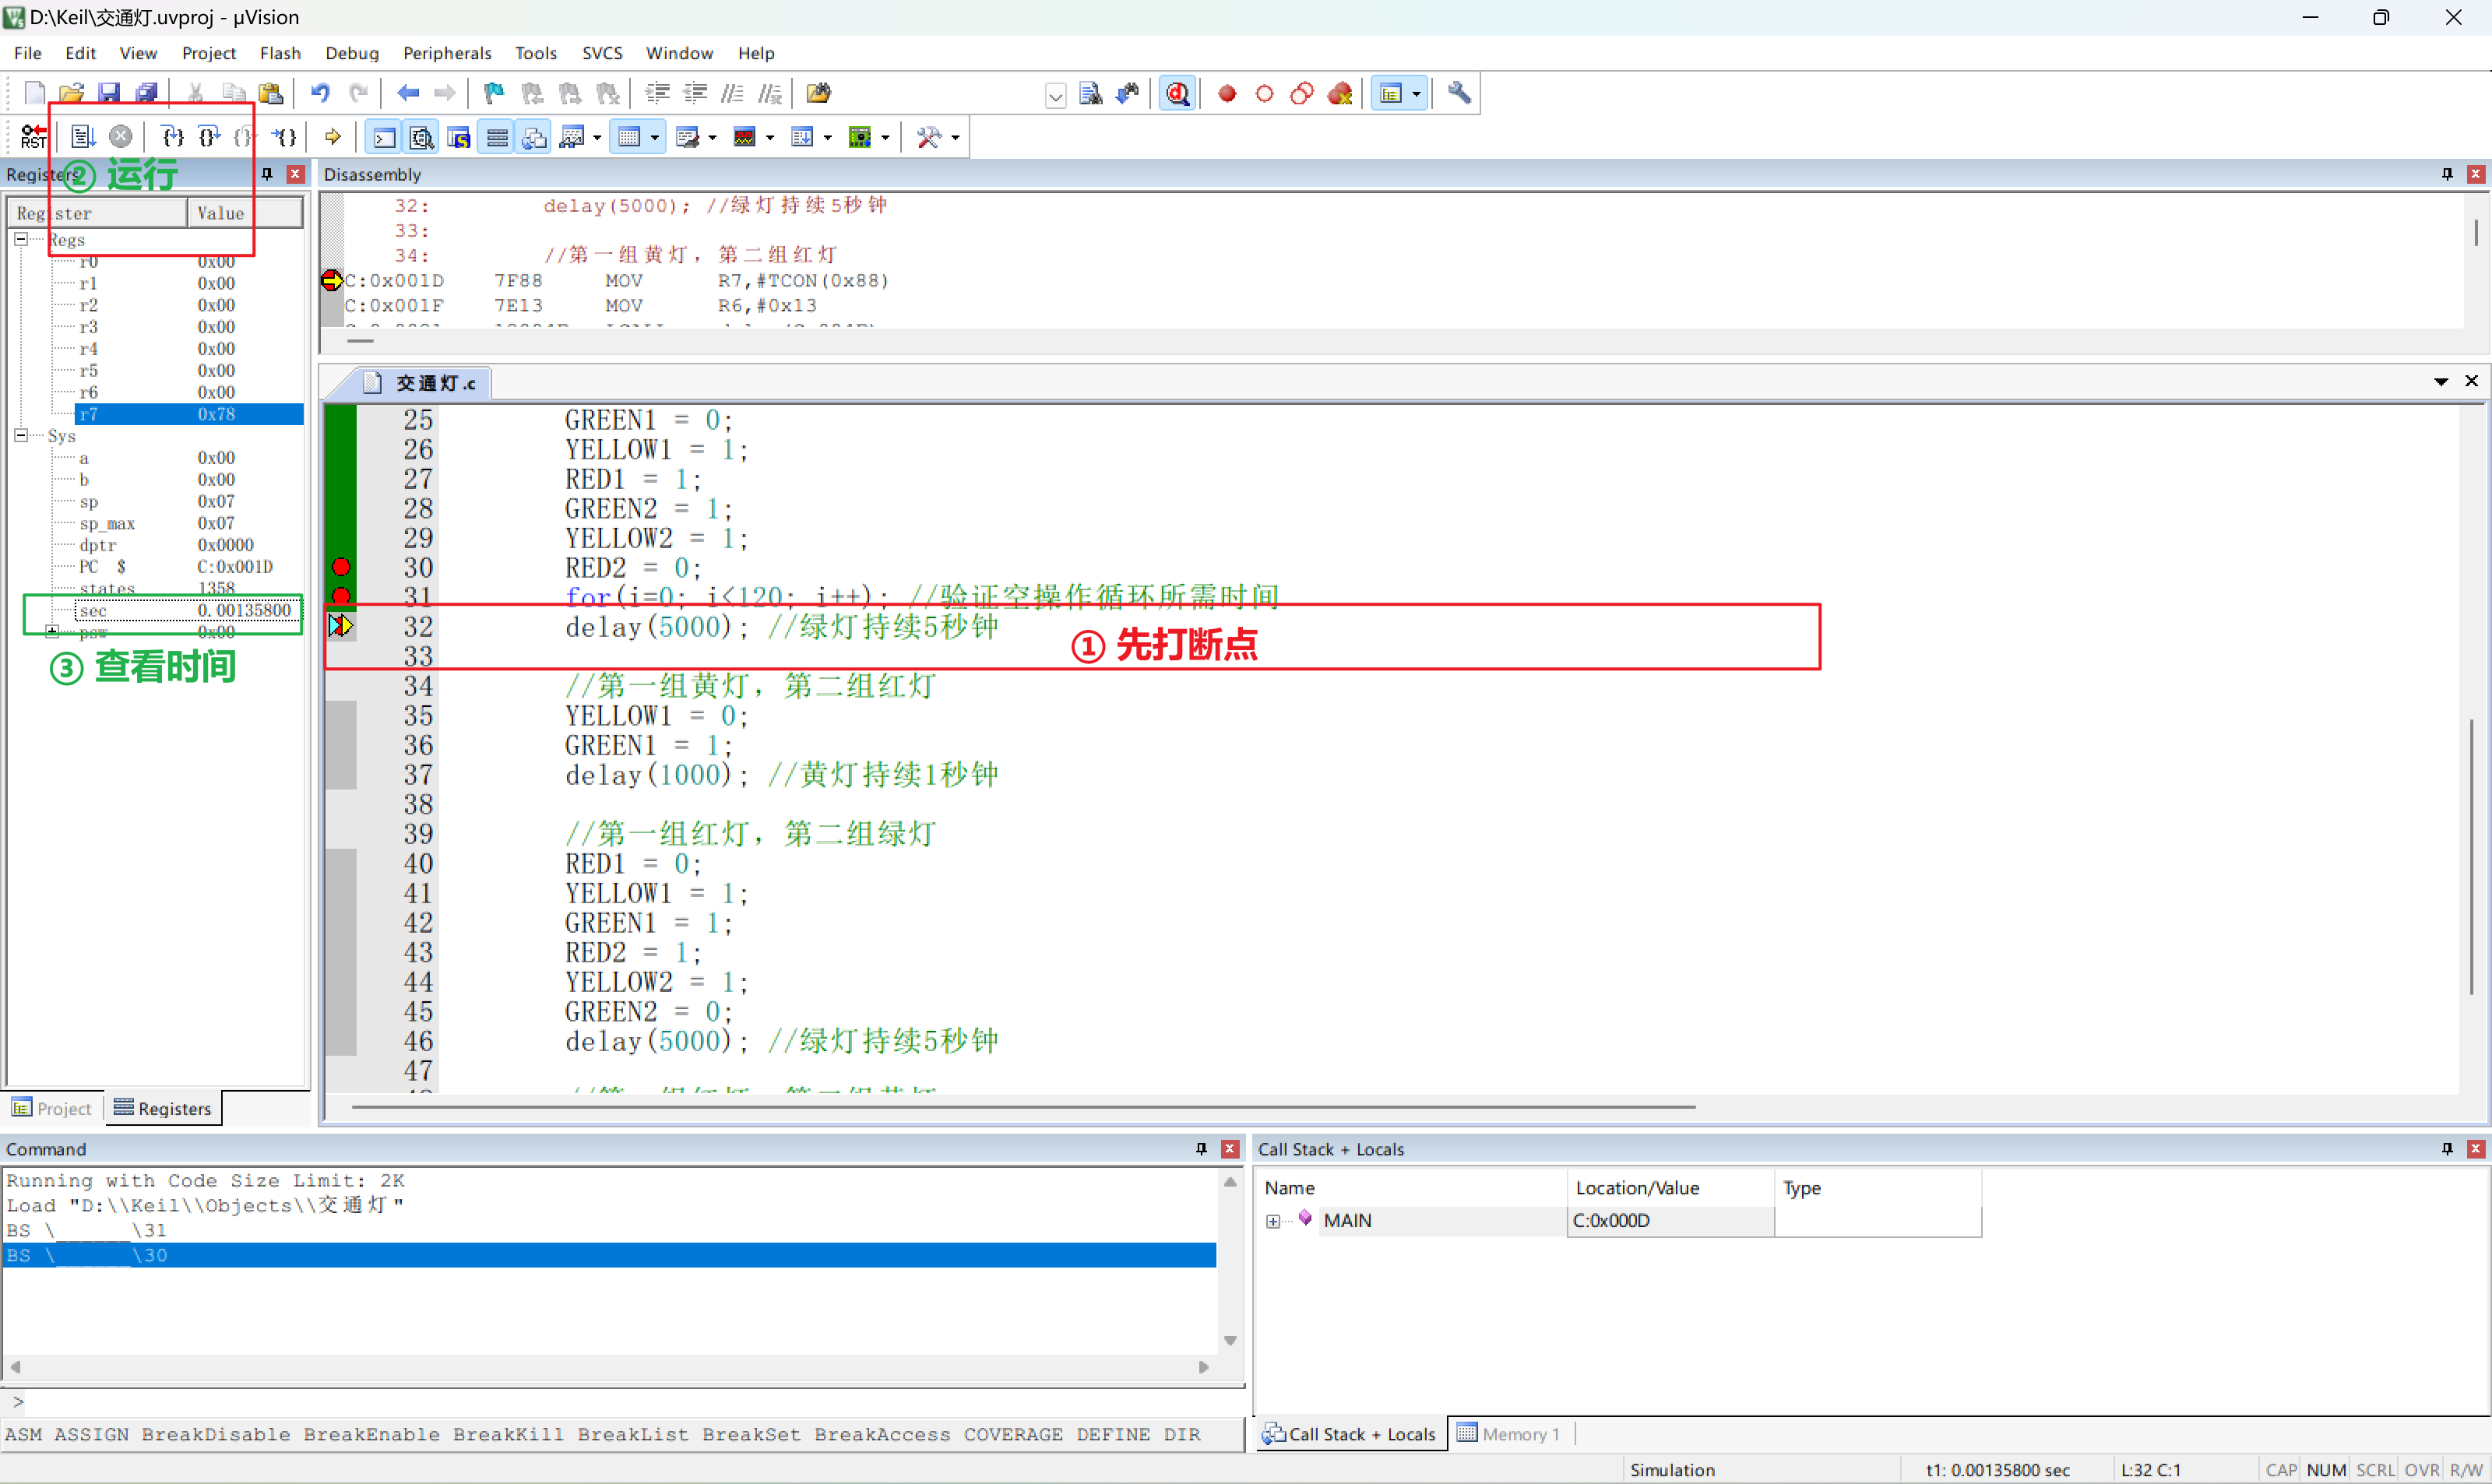 D:\Keil\交通灯.uvproj - µVision
File Edit View Project Flash Debug Peripherals Tools SVCS Window Help
RST
② 运行
Registers
Register Value
Regs
r0 0x00
r1 0x00
r2 0x00
r3 0x00
r4 0x00
r5 0x00
r6 0x00
r7 0x78
Sys
a 0x00
b 0x00
sp 0x07
sp_max 0x07
dptr 0x0000
PC $ C:0x001D
states 1358
sec 0.00135800
psw 0x00
③ 查看时间
Project Registers
Disassembly
32: delay(5000); //绿灯持续5秒钟
33:
34: //第一组黄灯，第二组红灯
C:0x001D 7F88 MOV R7,#TCON(0x88)
C:0x001F 7E13 MOV R6,#0x13
交通灯.c
25 GREEN1 = 0;
26 YELLOW1 = 1;
27 RED1 = 1;
28 GREEN2 = 1;
29 YELLOW2 = 1;
30 RED2 = 0;
31 for(i=0; i<120; i++); //验证空操作循环所需时间
32 delay(5000); //绿灯持续5秒钟
① 先打断点
33
34 //第一组黄灯，第二组红灯
35 YELLOW1 = 0;
36 GREEN1 = 1;
37 delay(1000); //黄灯持续1秒钟
38
39 //第一组红灯，第二组绿灯
40 RED1 = 0;
41 YELLOW1 = 1;
42 GREEN1 = 1;
43 RED2 = 1;
44 YELLOW2 = 1;
45 GREEN2 = 0;
46 delay(5000); //绿灯持续5秒钟
47
Command
Running with Code Size Limit: 2K
Load "D:\\Keil\\Objects\\交通灯"
BS \______\31
BS \______\30
>
ASM ASSIGN BreakDisable BreakEnable BreakKill BreakList BreakSet BreakAccess COVERAGE DEFINE DIR
Call Stack + Locals
Name Location/Value Type
MAIN C:0x000D
Call Stack + Locals Memory 1
Simulation t1: 0.00135800 sec L:32 C:1 CAP NUM SCRL OVR R/W